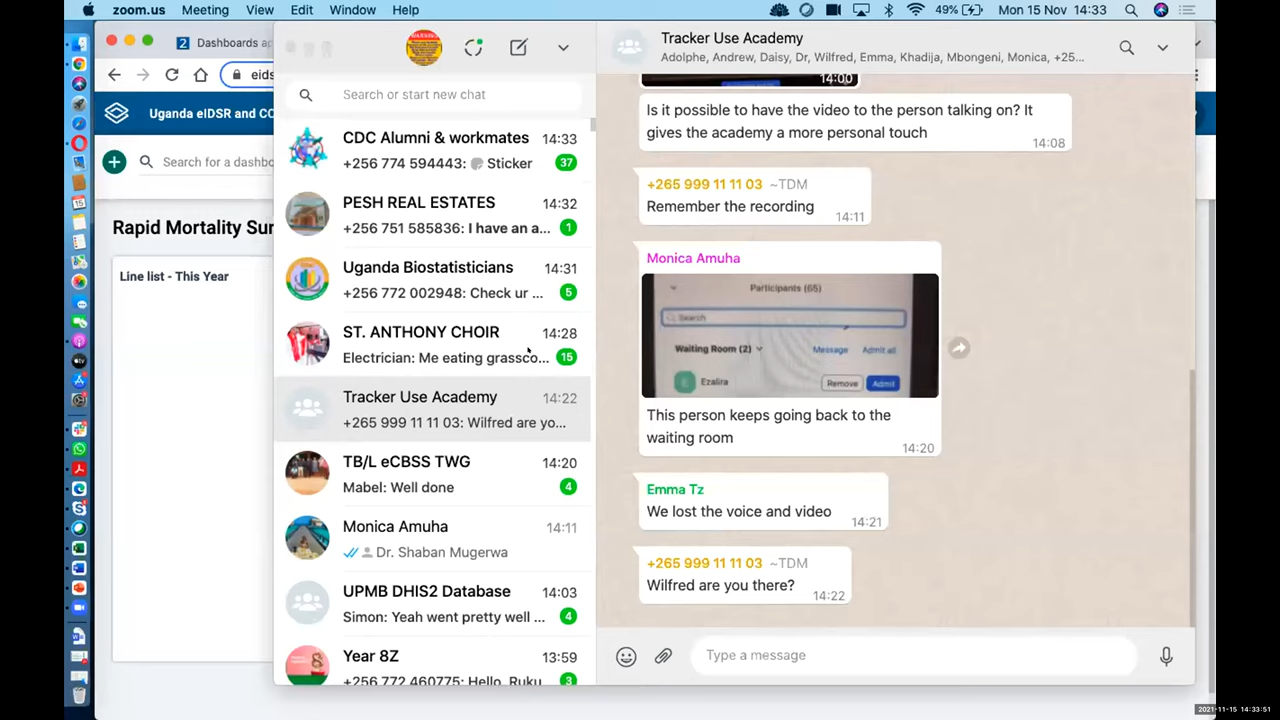 zoom.us Meeting View Edit Window Help 49% Mon 15 Nov 14:33
Dashboards
eids
Uganda eIDSR and
Search for a
Rapid Mortality
Line list - This Year
Search or start new chat
CDC Alumni & workmates 14:33
+256 774 594443: Sticker 37
PESH REAL ESTATES 14:32
+256 751 585836: I have an a... 1
Uganda Biostatisticians 14:31
+256 772 002948: Check ur ... 5
ST. ANTHONY CHOIR 14:28
Electrician: Me eating grassco... 15
Tracker Use Academy 14:22
+265 999 11 11 03: Wilfred are yo...
TB/L eCBSS TWG 14:20
Mabel: Well done 4
Monica Amuha 14:11
Dr. Shaban Mugerwa
UPMB DHIS2 Database 14:03
Simon: Yeah went pretty well ... 4
Year 8Z 13:59
+256 772 460775: Hello, Ruku 3
Tracker Use Academy
Adolphe, Andrew, Daisy, Dr, Wilfred, Emma, Khadija, Mbongeni, Monica, +25...
14:00
Is it possible to have the video to the person talking on? It
gives the academy a more personal touch
14:08
+265 999 11 11 03 ~TDM
Remember the recording
14:11
Monica Amuha
Participants (65)
Search
Waiting Room (2) Message Admit all
E Ezalira Remove Admit
This person keeps going back to the
waiting room
14:20
Emma Tz
We lost the voice and video
14:21
+265 999 11 11 03 ~TDM
Wilfred are you there?
14:22
Type a message
2021-11-15 14:33:51